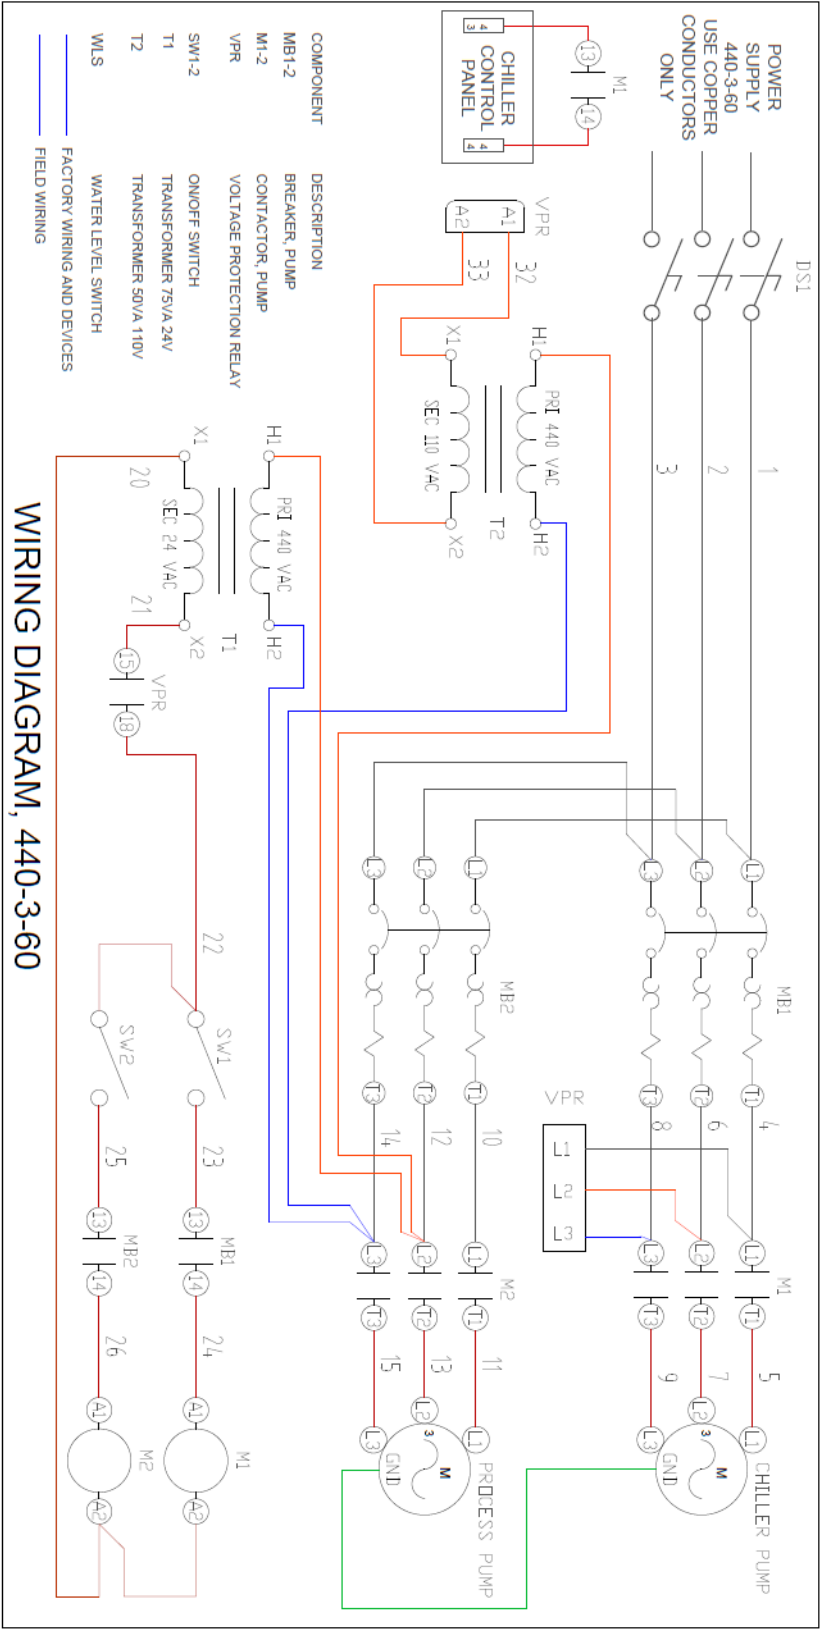 POWER
SUPPLY
440-3-60
USE COPPER
CONDUCTORS
ONLY
DS1
1
2
3
L1
L2
L3
MB1
T1
T2
T3
4
6
8
L1
L2
L3
M1
T1
T2
T3
5
7
9
L1
L2
L3
3
M
GND
CHILLER PUMP
VPR
L1
L2
L3
L1
L2
L3
MB2
T1
T2
T3
10
12
14
L1
L2
L3
M2
T1
T2
T3
11
13
15
L1
L2
L3
3
M
GND
PROCESS PUMP
M1
13
14
4
3
4
4
CHILLER
CONTROL
PANEL
VPR
A1
A2
32
33
H1
PRI 440 VAC
H2
X1
SEC 110 VAC
X2
T2
H1
PRI 440 VAC
H2
X1
SEC 24 VAC
X2
T1
20
21
VPR
15
18
22
SW1
23
13
MB1
14
24
A1
M1
A2
SW2
25
13
MB2
14
26
A1
M2
A2
COMPONENT DESCRIPTION
MB1-2 BREAKER, PUMP
M1-2 CONTACTOR, PUMP
VPR VOLTAGE PROTECTION RELAY
SW1-2 ON/OFF SWITCH
T1 TRANSFORMER 75VA 24V
T2 TRANSFORMER 50VA 110V
WLS WATER LEVEL SWITCH
FACTORY WIRING AND DEVICES
FIELD WIRING
WIRING DIAGRAM, 440-3-60